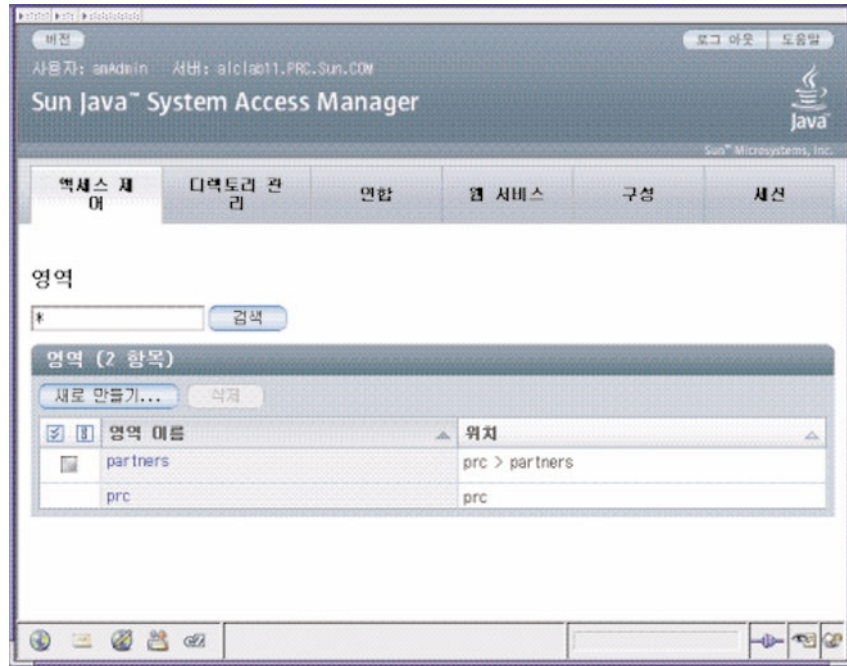 버전
로그 아웃 도움말
사용자: amAdmin 서버: alclab11.PRC.Sun.COM
Sun Java™ System Access Manager
Java
Sun™ Microsystems, Inc.
액세스 제
어
디렉토리 관
리
연합
웹 서비스
구성
세션
영역
*
검색
영역 (2 항목)
새로 만들기...
삭제
영역 이름 위치
partners prc > partners
prc prc